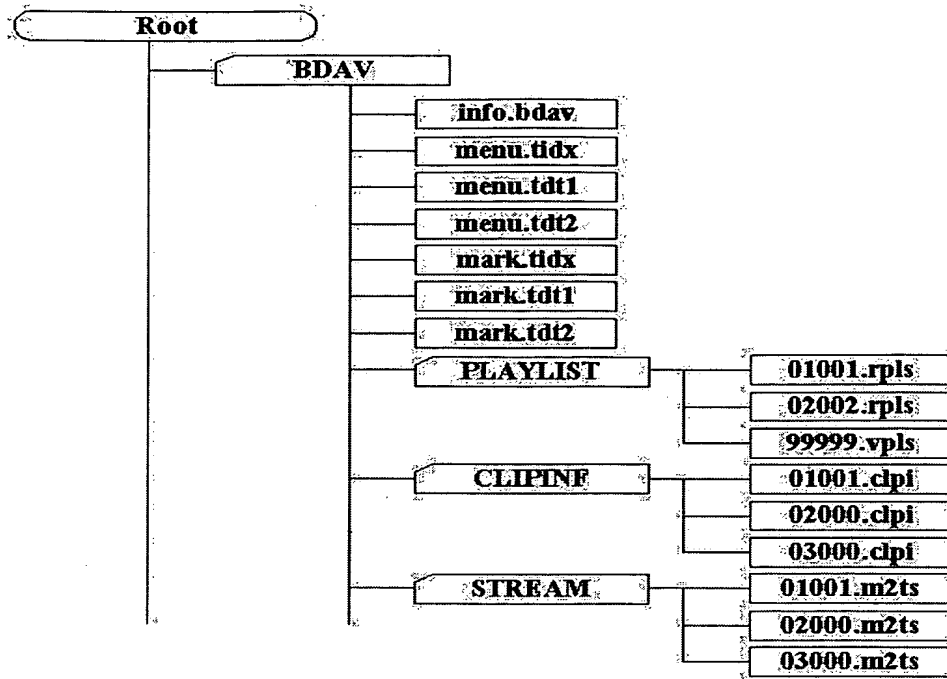 Root
BDAV
info.bdav
menu.tidx
menu.tdt1
menu.tdt2
mark.tidx
mark.tdt1
mark.tdt2
PLAYLIST
01001.rpls
02002.rpls
99999.vpls
CLIPINF
01001.clpi
02000.clpi
03000.clpi
STREAM
01001.m2ts
02000.m2ts
03000.m2ts